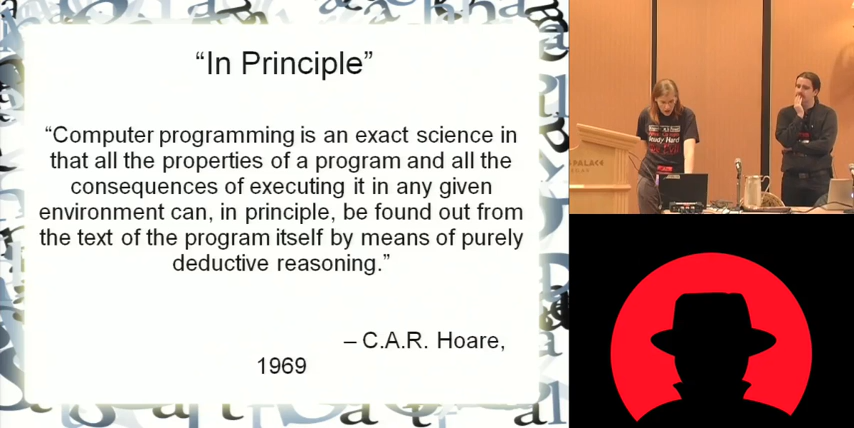 “In Principle”
“Computer programming is an exact science in
that all the properties of a program and all the
consequences of executing it in any given
environment can, in principle, be found out from
the text of the program itself by means of purely
deductive reasoning.”
– C.A.R. Hoare,
1969
PALACE